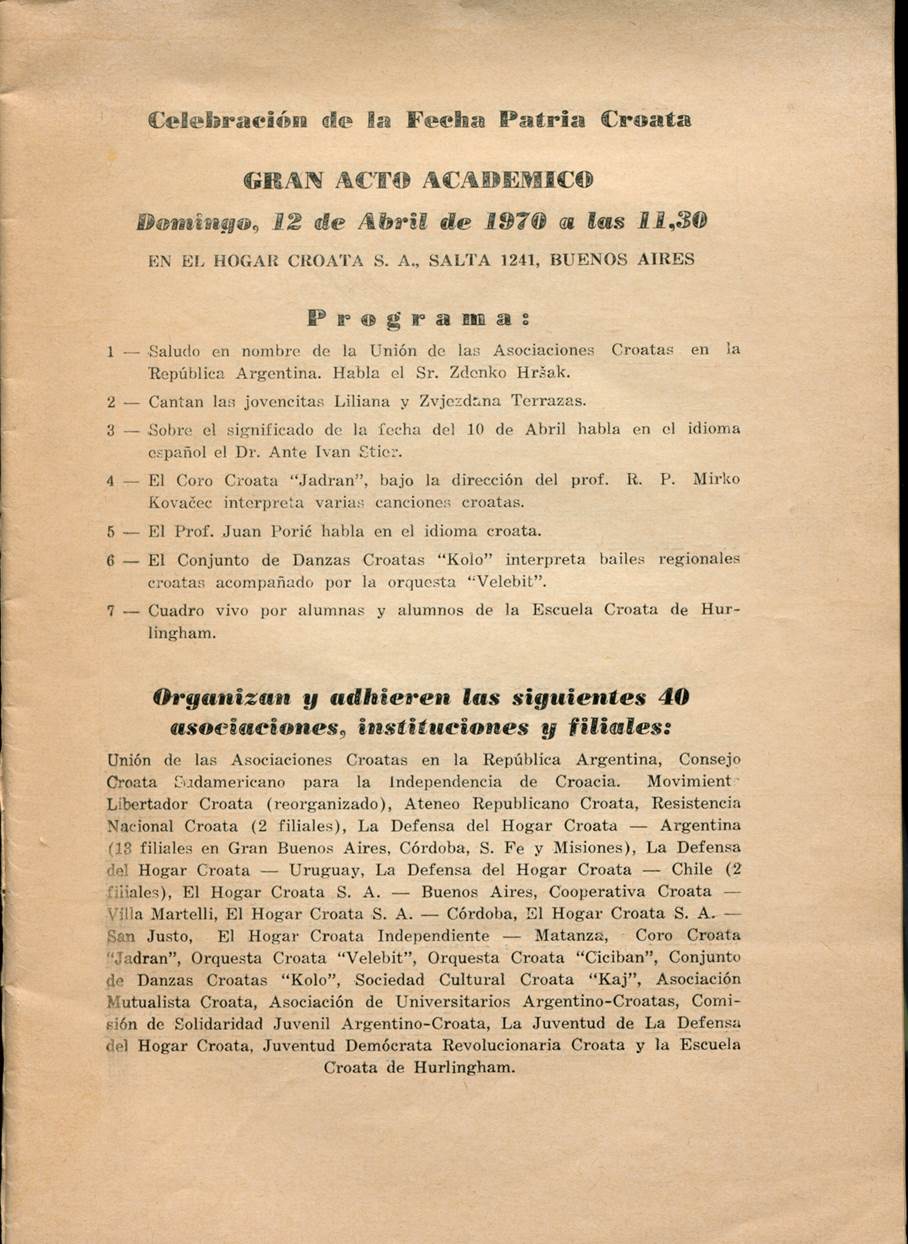 Celebración de la Fecha Patria Croata
GRAN ACTO ACADEMICO
Domingo, 12 de Abril de 1970 a las 11,30
EN EL HOGAR CROATA S. A., SALTA 1241, BUENOS AIRES
Programa:
1 — Saludo en nombre de la Unión de las Asociaciones Croatas en la
República Argentina. Habla el Sr. Zdenko Hršak.
2 — Cantan las jovencitas Liliana y Zvjezdana Terrazas.
3 — Sobre el significado de la fecha del 10 de Abril habla en el idioma
español el Dr. Ante Ivan Stier.
4 — El Coro Croata “Jadran”, bajo la dirección del prof. R. P. Mirko
Kovačec interpreta varias canciones croatas.
5 — El Prof. Juan Porić habla en el idioma croata.
6 — El Conjunto de Danzas Croatas “Kolo” interpreta bailes regionales
croatas acompañado por la orquesta “Velebit”.
7 — Cuadro vivo por alumnas y alumnos de la Escuela Croata de Hur-
lingham.
Organizan y adhieren las siguientes 40
asociaciones, instituciones y filiales:
Unión de las Asociaciones Croatas en la República Argentina, Consejo
Croata Sudamericano para la Independencia de Croacia. Movimient
Libertador Croata (reorganizado), Ateneo Republicano Croata, Resistencia
Nacional Croata (2 filiales), La Defensa del Hogar Croata — Argentina
(13 filiales en Gran Buenos Aires, Córdoba, S. Fe y Misiones), La Defensa
del Hogar Croata — Uruguay, La Defensa del Hogar Croata — Chile (2
filiales), El Hogar Croata S. A. — Buenos Aires, Cooperativa Croata —
Villa Martelli, El Hogar Croata S. A. — Córdoba, El Hogar Croata S. A. —
San Justo, El Hogar Croata Independiente — Matanza, Coro Croata
“Jadran”, Orquesta Croata “Velebit”, Orquesta Croata “Ciciban”, Conjunto
de Danzas Croatas “Kolo”, Sociedad Cultural Croata “Kaj”, Asociación
Mutualista Croata, Asociación de Universitarios Argentino-Croatas, Comi-
sión de Solidaridad Juvenil Argentino-Croata, La Juventud de La Defensa
del Hogar Croata, Juventud Demócrata Revolucionaria Croata y la Escuela
Croata de Hurlingham.